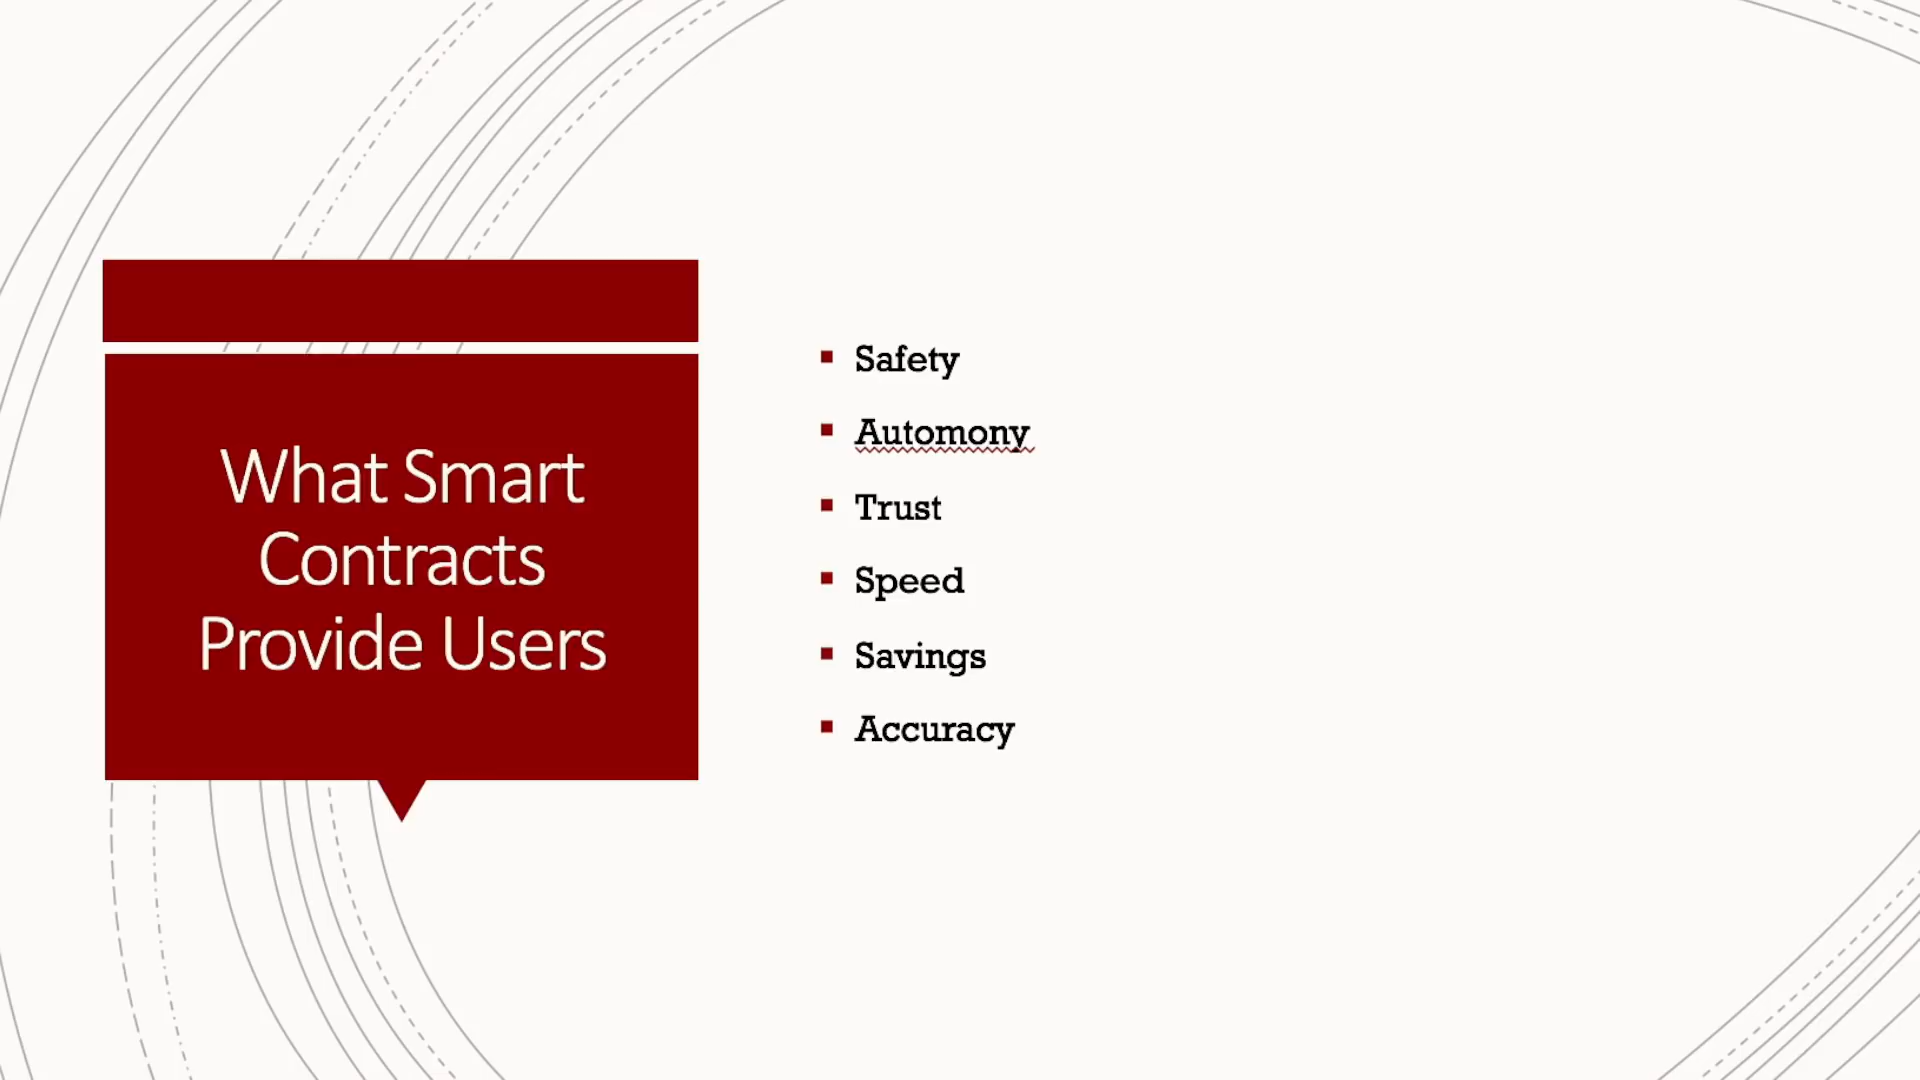 What Smart
Contracts
Provide Users
Safety
Automony
Trust
Speed
Savings
Accuracy